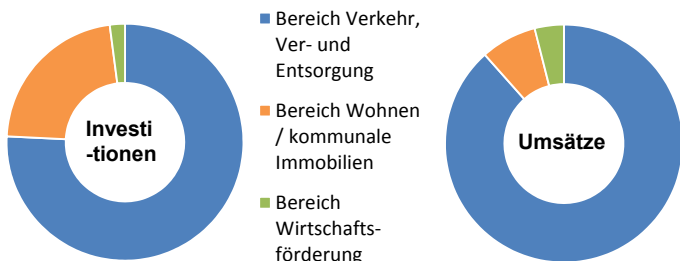 Investi
-tionen
Bereich Verkehr,
Ver- und
Entsorgung
Bereich Wohnen
/ kommunale
Immobilien
Bereich
Wirtschafts-
förderung
Umsätze